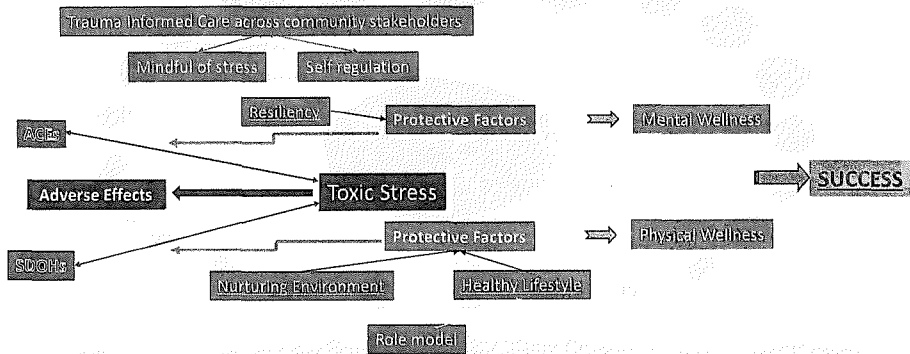 Trauma Informed Care across community stakeholders
Mindful of stress
Self regulation
Resiliency
Protective Factors
Mental Wellness
ACEs
Adverse Effects
Toxic Stress
SUCCESS
Protective Factors
Physical Wellness
SDOHs
Nurturing Environment
Healthy Lifestyle
Role model